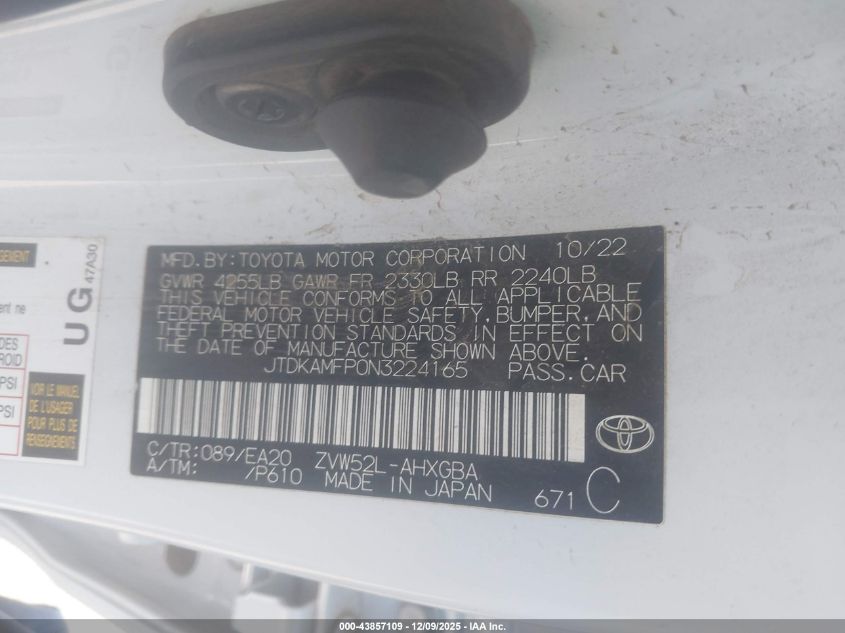 MFD.BY:TOYOTA MOTOR CORPORATION 10/22
GVWR 4255LB GAWR FR 2330LB RR 2240LB
THIS VEHICLE CONFORMS TO ALL APPLICABLE
FEDERAL MOTOR VEHICLE SAFETY,BUMPER,AND
THEFT PREVENTION STANDARDS IN EFFECT ON
THE DATE OF MANUFACTURE SHOWN ABOVE.
JTDKAMFP0N3224165 PASS.CAR
C/TR:089/EA20 ZVW52L-AHXGBA
A/TM: /P610 MADE IN JAPAN
671 C
UG
47A30
PSI
PSI
VOIR LE MANUEL
DE L'USAGER
POUR PLUS DE
RENSEIGNEMENTS
000-43857109 - 12/09/2025 - IAA Inc.